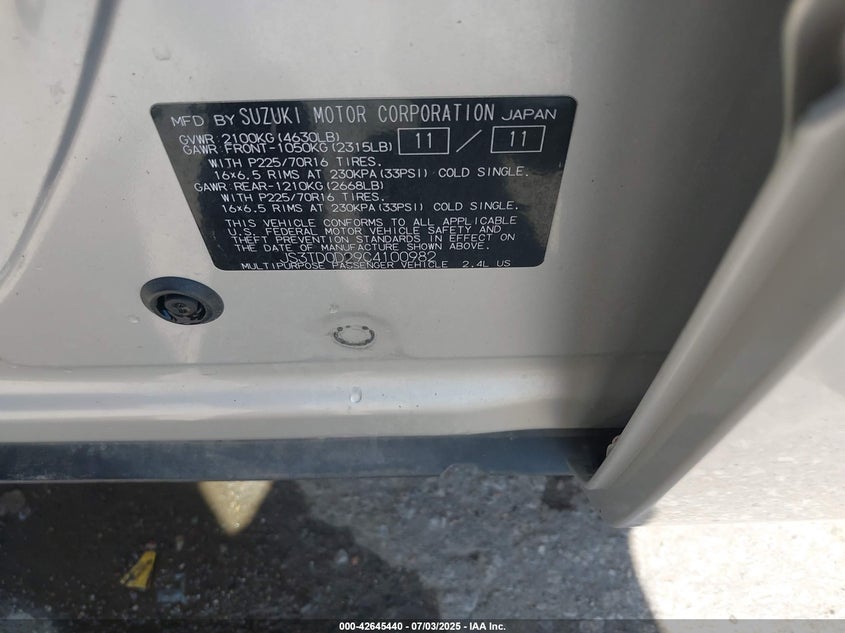 MFD BY SUZUKI MOTOR CORPORATION JAPAN
GVWR 2100KG(4630LB)
GAWR FRONT-1050KG(2315LB) 11 / 11
WITH P225/70R16 TIRES.
16x6.5 RIMS AT 230KPA(33PSI) COLD SINGLE.
GAWR REAR-1210KG(2668LB)
WITH P225/70R16 TIRES.
16x6.5 RIMS AT 230KPA(33PSI) COLD SINGLE.
THIS VEHICLE CONFORMS TO ALL APPLICABLE
U.S. FEDERAL MOTOR VEHICLE SAFETY AND
THEFT PREVENTION STANDARDS IN EFFECT ON
THE DATE OF MANUFACTURE SHOWN ABOVE.
JS3TD0D29C4100982
MULTIPURPOSE PASSENGER VEHICLE 2.4L US
000-42645440 - 07/03/2025 - IAA Inc.